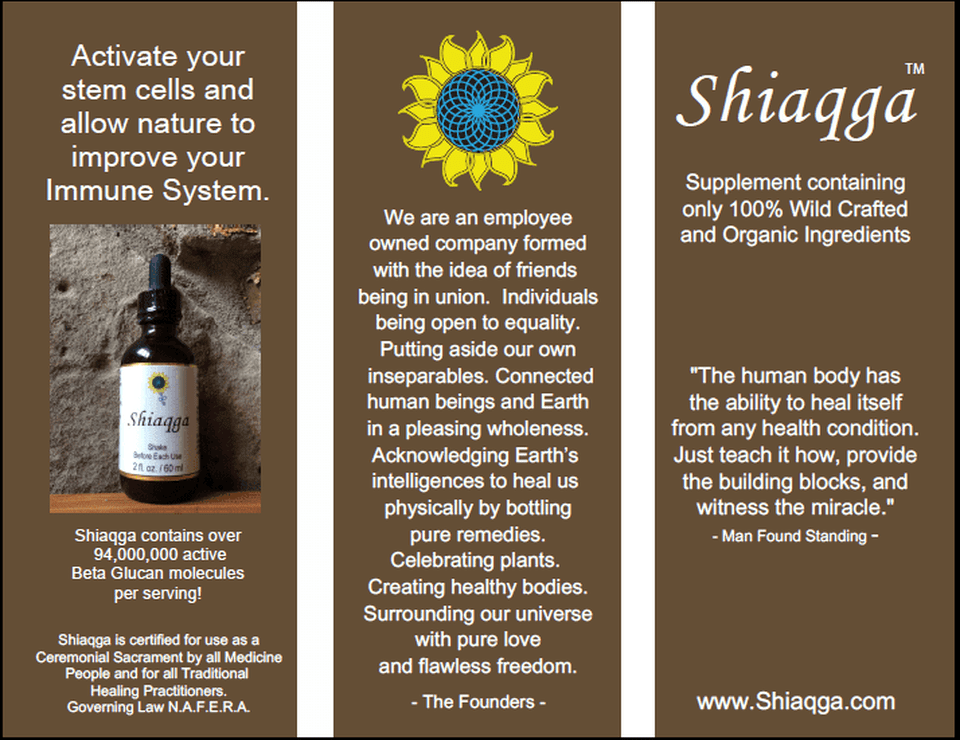 Activate your
stem cells and
allow nature to
improve your
Immune System.
Shiaqga
Shake
Before Each Use
2 fl. oz. / 60 ml
Shiaqga contains over
94,000,000 active
Beta Glucan molecules
per serving!
Shiaqga is certified for use as a
Ceremonial Sacrament by all Medicine
People and for all Traditional
Healing Practitioners.
Governing Law N.A.F.E.R.A.
We are an employee
owned company formed
with the idea of friends
being in union.  Individuals
being open to equality.
Putting aside our own
inseparables. Connected
human beings and Earth
in a pleasing wholeness.
Acknowledging Earth's
intelligences to heal us
physically by bottling
pure remedies.
Celebrating plants.
Creating healthy bodies.
Surrounding our universe
with pure love
and flawless freedom.
- The Founders -
Shiaqga™
Supplement containing
only 100% Wild Crafted
and Organic Ingredients
"The human body has
the ability to heal itself
from any health condition.
Just teach it how, provide
the building blocks, and
witness the miracle."
- Man Found Standing -
www.Shiaqga.com